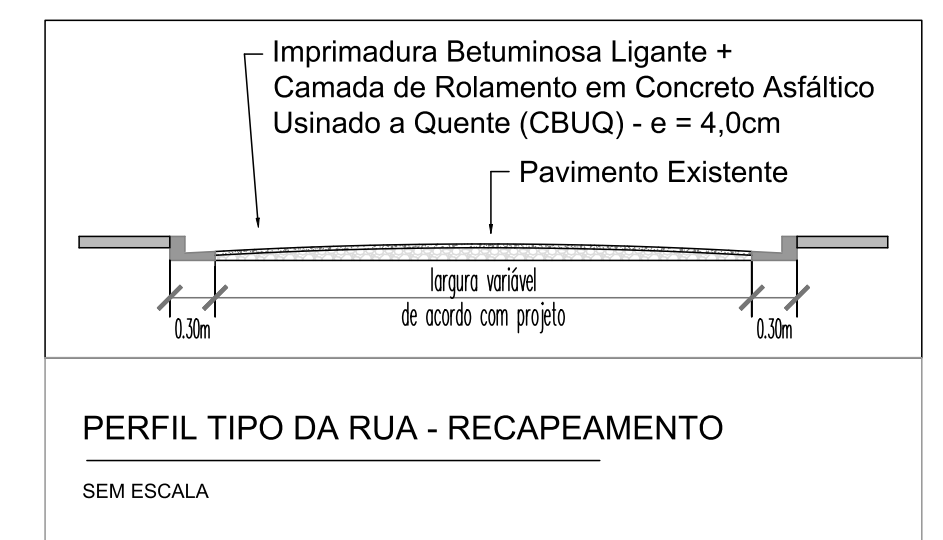 Imprimadura Betuminosa Ligante +
Camada de Rolamento em Concreto Asfáltico
Usinado a Quente (CBUQ) - e = 4,0cm
Pavimento Existente
largura variável
de acordo com projeto
0.30m
0.30m
PERFIL TIPO DA RUA - RECAPEAMENTO
SEM ESCALA